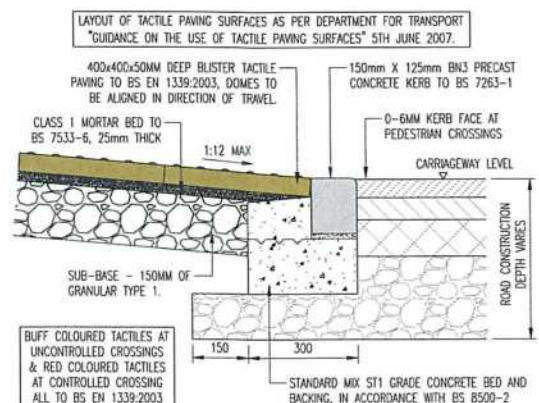 LAYOUT OF TACTILE PAVING SURFACES AS PER DEPARTMENT FOR TRANSPORT
"GUIDANCE ON THE USE OF TACTILE PAVING SURFACES" 5TH JUNE 2007.
400x400x50MM DEEP BLISTER TACTILE
PAVING TO BS EN 1339:2003, DOMES TO
BE ALIGNED IN DIRECTION OF TRAVEL.
150mm X 125mm BN3 PRECAST
CONCRETE KERB TO BS 7263-1
CLASS 1 MORTAR BED TO
BS 7533-6, 25mm THICK
0-6MM KERB FACE AT
PEDESTRIAN CROSSINGS
1:12 MAX
CARRIAGEWAY LEVEL
ROAD CONSTRUCTION
DEPTH VARIES
SUB-BASE - 150MM OF
GRANULAR TYPE 1.
150
300
BUFF COLOURED TACTILES AT
UNCONTROLLED CROSSINGS
& RED COLOURED TACTILES
AT CONTROLLED CROSSING
ALL TO BS EN 1339:2003
STANDARD MIX ST1 GRADE CONCRETE BED AND
BACKING, IN ACCORDANCE WITH BS 8500-2